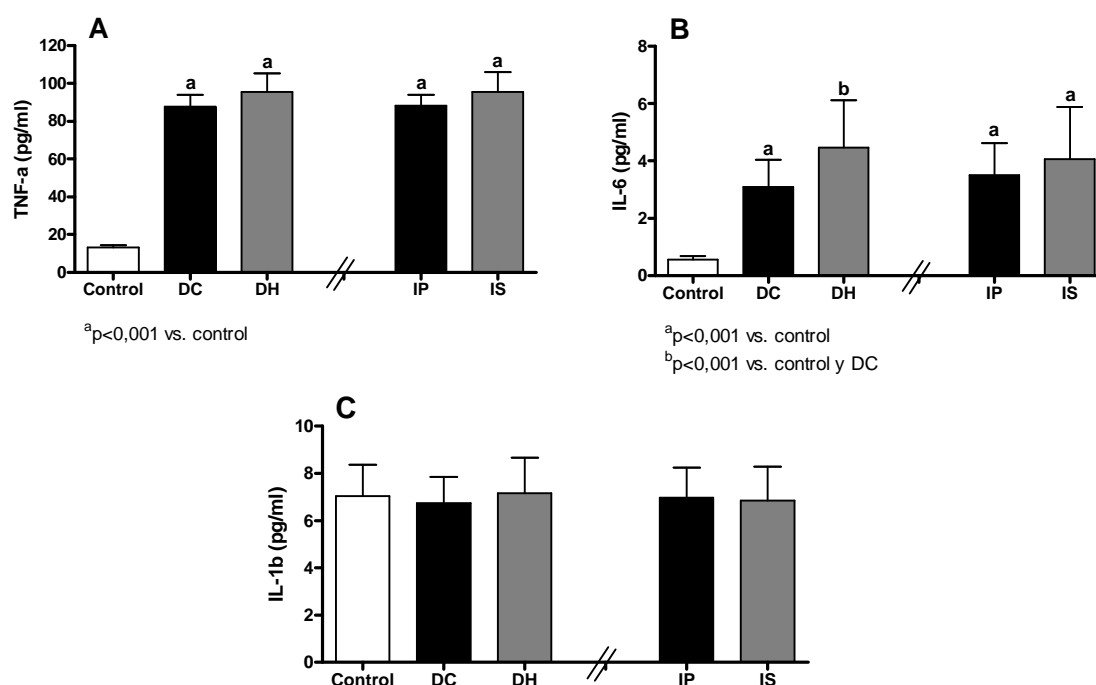 A
TNF-a (pg/ml)
120
100
80
60
40
20
0
a
a
a
a
Control DC DH IP IS
ap<0,001 vs. control
B
IL-6 (pg/ml)
8
6
4
2
0
a
b
a
a
Control DC DH IP IS
ap<0,001 vs. control
bp<0,001 vs. control y DC
C
IL-1b (pg/ml)
10
8
6
4
2
0
Control DC DH IP IS